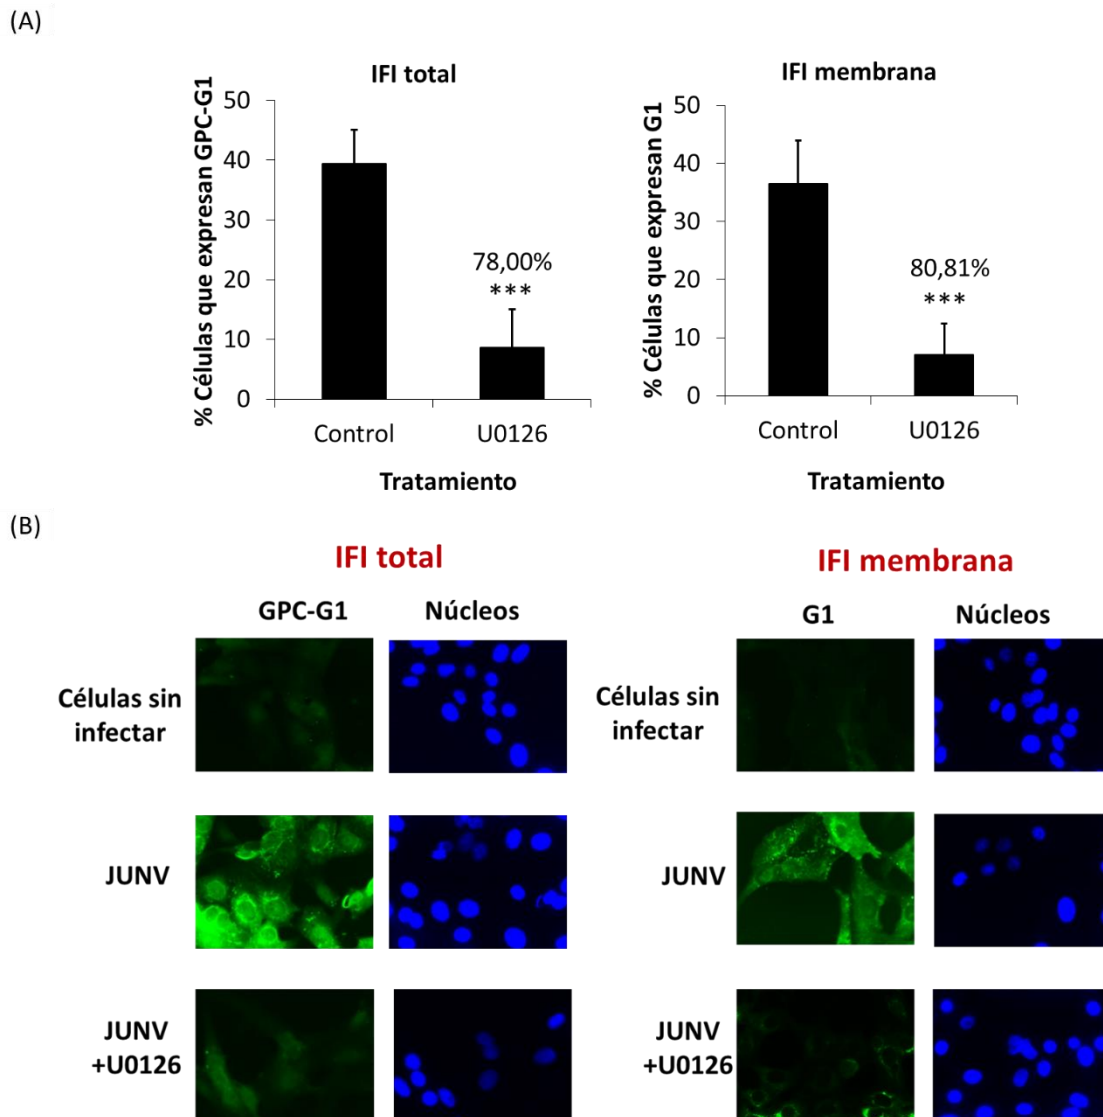 (A)
IFI total
% Células que expresan GPC-G1
50
40
30
20
10
0
78,00%
***
Control
U0126
Tratamiento
IFI membrana
% Células que expresan G1
50
40
30
20
10
0
80,81%
***
Control
U0126
Tratamiento
(B)
IFI total
GPC-G1
Núcleos
Células sin
infectar
JUNV
JUNV
+U0126
IFI membrana
G1
Núcleos
Células sin
infectar
JUNV
JUNV
+U0126